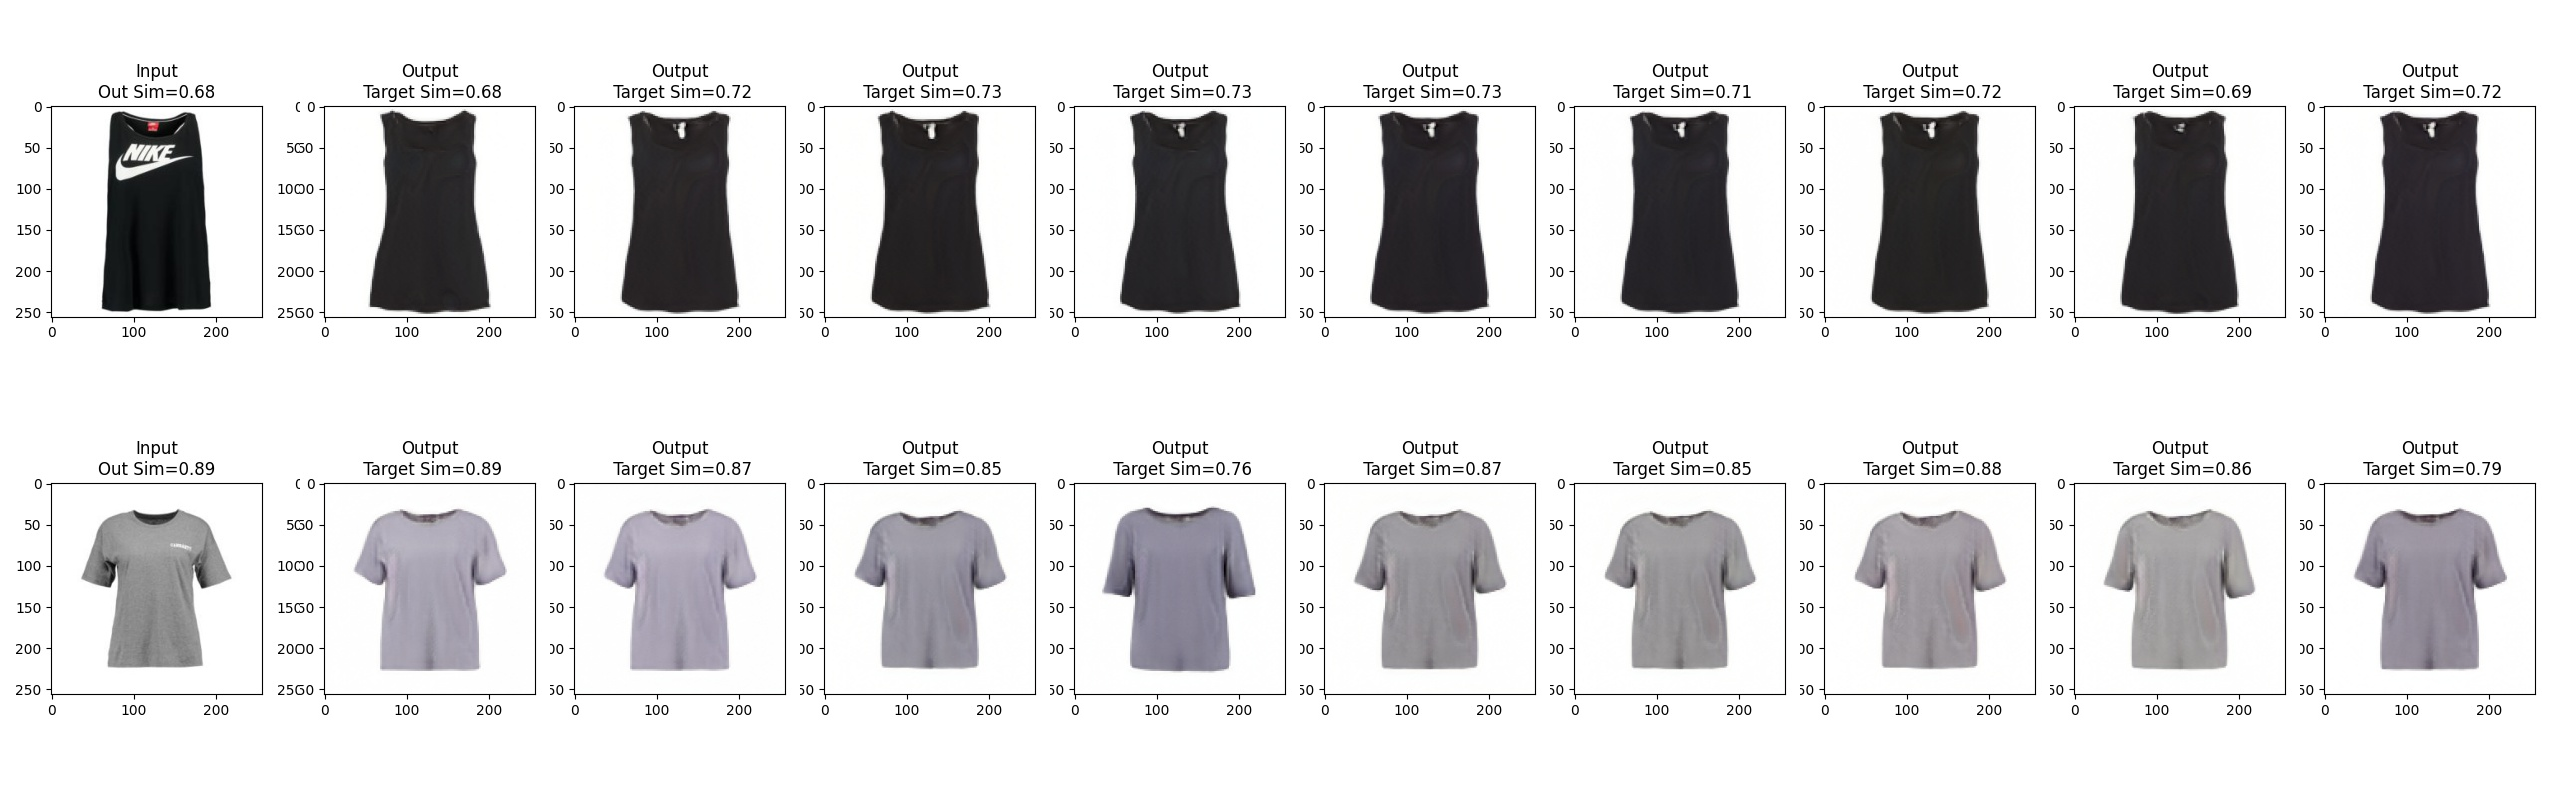 Input
Out Sim=0.68
Output
Target Sim=0.68
Output
Target Sim=0.72
Output
Target Sim=0.73
Output
Target Sim=0.73
Output
Target Sim=0.73
Output
Target Sim=0.71
Output
Target Sim=0.72
Output
Target Sim=0.69
Output
Target Sim=0.72
NIKE
0
50
100
150
200
250
0 100 200
0 100 200
0 100 200
0 100 200
0 100 200
0 100 200
0 100 200
0 100 200
0 100 200
0 100 200
Input
Out Sim=0.89
Output
Target Sim=0.89
Output
Target Sim=0.87
Output
Target Sim=0.85
Output
Target Sim=0.76
Output
Target Sim=0.87
Output
Target Sim=0.85
Output
Target Sim=0.88
Output
Target Sim=0.86
Output
Target Sim=0.79
0
50
100
150
200
250
0 100 200
0 100 200
0 100 200
0 100 200
0 100 200
0 100 200
0 100 200
0 100 200
0 100 200
0 100 200